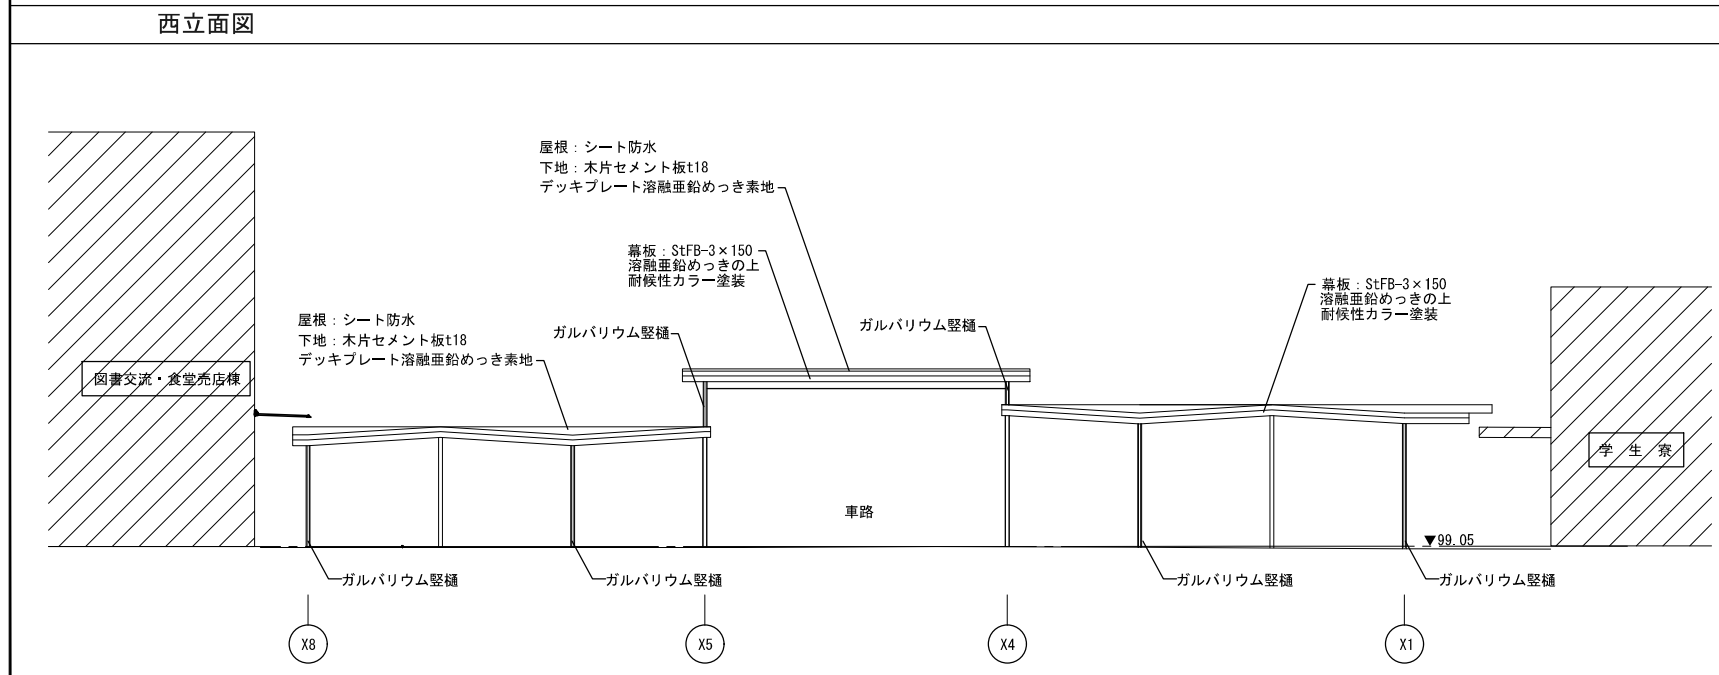 西立面図
屋根：シート防水
下地：木片セメント板t18
デッキプレート溶融亜鉛めっき素地
幕板：StFB-3×150
溶融亜鉛めっきの上
耐候性カラー塗装
幕板：StFB-3×150
溶融亜鉛めっきの上
耐候性カラー塗装
屋根：シート防水
下地：木片セメント板t18
デッキプレート溶融亜鉛めっき素地
ガルバリウム竪樋
ガルバリウム竪樋
図書交流・食堂売店棟
学 生 寮
車路
▼99.05
ガルバリウム竪樋
ガルバリウム竪樋
ガルバリウム竪樋
ガルバリウム竪樋
X8
X5
X4
X1